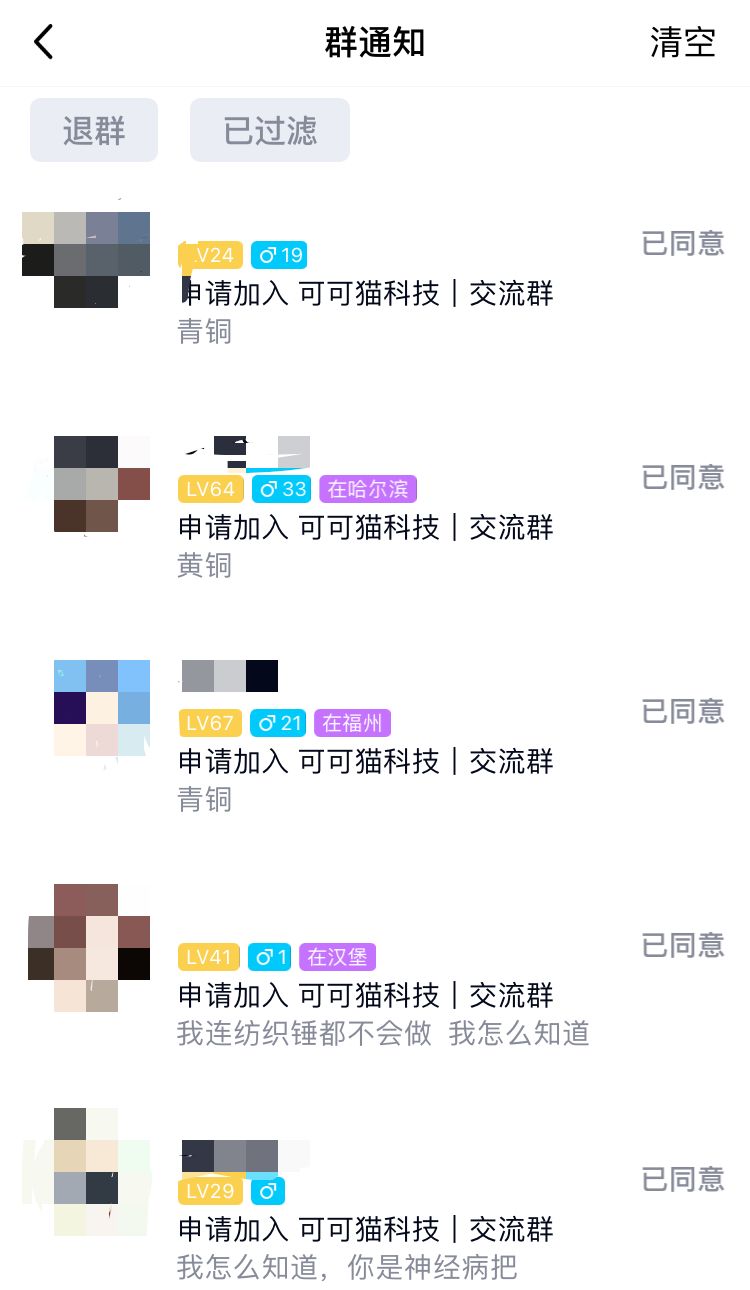 群通知 清空
退群 已过滤
LV24 ♂19 已同意
申请加入 可可猫科技｜交流群
青铜
LV64 ♂33 在哈尔滨 已同意
申请加入 可可猫科技｜交流群
黄铜
LV67 ♂21 在福州 已同意
申请加入 可可猫科技｜交流群
青铜
LV41 ♂1 在汉堡 已同意
申请加入 可可猫科技｜交流群
我连纺织锤都不会做 我怎么知道
LV29 ♂ 已同意
申请加入 可可猫科技｜交流群
我怎么知道，你是神经病把